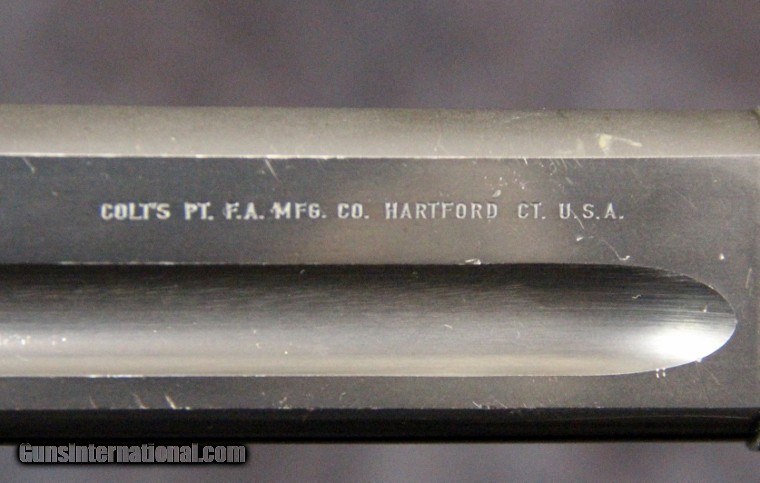 COLT'S PT. F.A. MFG. CO. HARTFORD CT. U.S.A.
GunsInternational.com